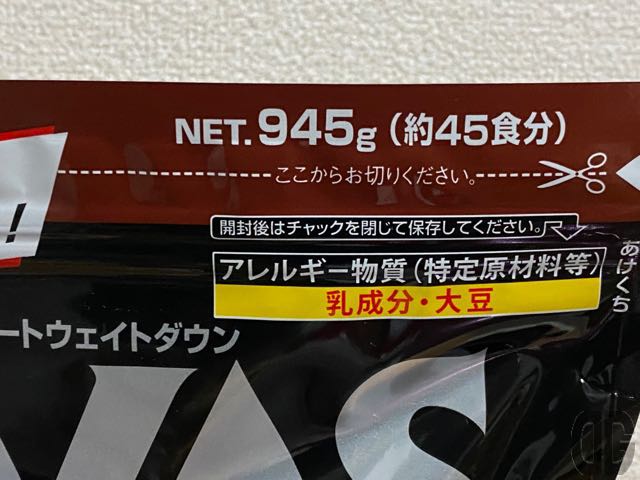 NET.945g(約45食分)
ここからお切りください。
!
開封後はチャックを閉じて保存してください。
あけくち
アレルギー物質(特定原材料等)
乳成分・大豆
ートウェイトダウン